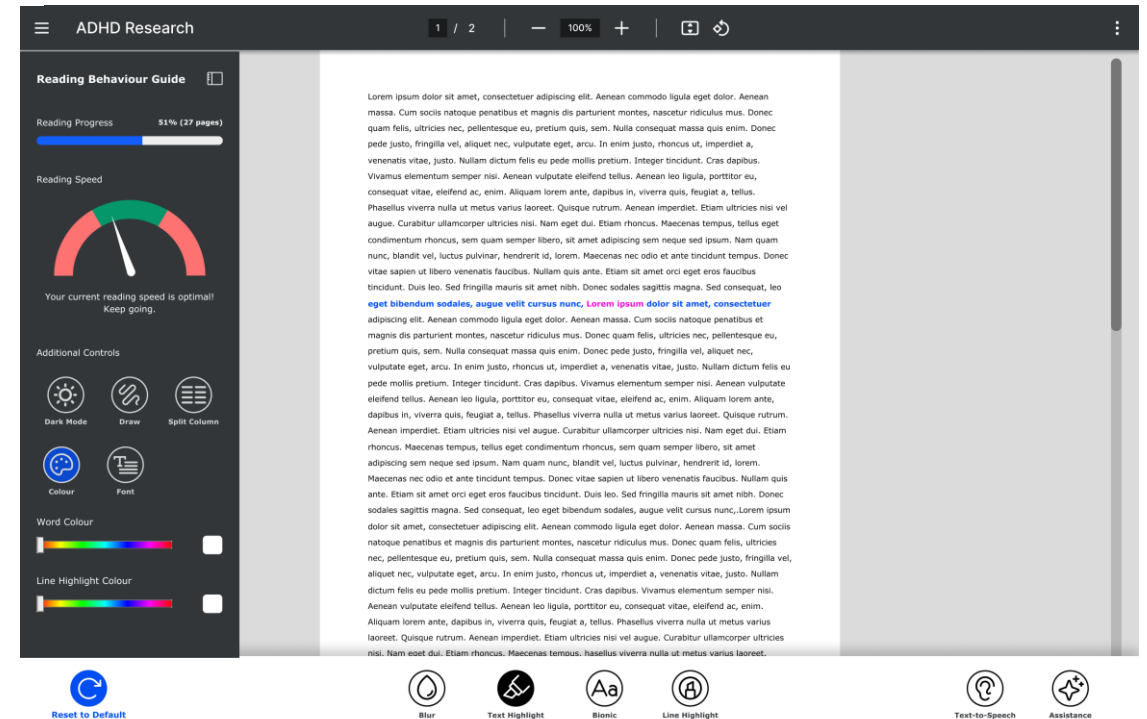 ADHD Research
1 / 2
100%
Reading Behaviour Guide
Reading Progress
51% (27 pages)
Reading Speed
Your current reading speed is optimal!
Keep going.
Additional Controls
Dark Mode
Draw
Split Column
Colour
Font
Word Colour
Line Highlight Colour
Lorem ipsum dolor sit amet, consectetuer adipiscing elit. Aenean commodo ligula eget dolor. Aenean
massa. Cum sociis natoque penatibus et magnis dis parturient montes, nascetur ridiculus mus. Donec
quam felis, ultricies nec, pellentesque eu, pretium quis, sem. Nulla consequat massa quis enim. Donec
pede justo, fringilla vel, aliquet nec, vulputate eget, arcu. In enim justo, rhoncus ut, imperdiet a,
venenatis vitae, justo. Nullam dictum felis eu pede mollis pretium. Integer tincidunt. Cras dapibus.
Vivamus elementum semper nisi. Aenean vulputate eleifend tellus. Aenean leo ligula, porttitor eu,
consequat vitae, eleifend ac, enim. Aliquam lorem ante, dapibus in, viverra quis, feugiat a, tellus.
Phasellus viverra nulla ut metus varius laoreet. Quisque rutrum. Aenean imperdiet. Etiam ultricies nisi vel
augue. Curabitur ullamcorper ultricies nisi. Nam eget dui. Etiam rhoncus. Maecenas tempus, tellus eget
condimentum rhoncus, sem quam semper libero, sit amet adipiscing sem neque sed ipsum. Nam quam
nunc, blandit vel, luctus pulvinar, hendrerit id, lorem. Maecenas nec odio et ante tincidunt tempus. Donec
vitae sapien ut libero venenatis faucibus. Nullam quis ante. Etiam sit amet orci eget eros faucibus
tincidunt. Duis leo. Sed fringilla mauris sit amet nibh. Donec sodales sagittis magna. Sed consequat, leo
eget bibendum sodales, augue velit cursus nunc, Lorem ipsum dolor sit amet, consectetuer
adipiscing elit. Aenean commodo ligula eget dolor. Aenean massa. Cum sociis natoque penatibus et
magnis dis parturient montes, nascetur ridiculus mus. Donec quam felis, ultricies nec, pellentesque eu,
pretium quis, sem. Nulla consequat massa quis enim. Donec pede justo, fringilla vel, aliquet nec,
vulputate eget, arcu. In enim justo, rhoncus ut, imperdiet a, venenatis vitae, justo. Nullam dictum felis eu
pede mollis pretium. Integer tincidunt. Cras dapibus. Vivamus elementum semper nisi. Aenean vulputate
eleifend tellus. Aenean leo ligula, porttitor eu, consequat vitae, eleifend ac, enim. Aliquam lorem ante,
dapibus in, viverra quis, feugiat a, tellus. Phasellus viverra nulla ut metus varius laoreet. Quisque rutrum.
Aenean imperdiet. Etiam ultricies nisi vel augue. Curabitur ullamcorper ultricies nisi. Nam eget dui. Etiam
rhoncus. Maecenas tempus, tellus eget condimentum rhoncus, sem quam semper libero, sit amet
adipiscing sem neque sed ipsum. Nam quam nunc, blandit vel, luctus pulvinar, hendrerit id, lorem.
Maecenas nec odio et ante tincidunt tempus. Donec vitae sapien ut libero venenatis faucibus. Nullam quis
ante. Etiam sit amet orci eget eros faucibus tincidunt. Duis leo. Sed fringilla mauris sit amet nibh. Donec
sodales sagittis magna. Sed consequat, leo eget bibendum sodales, augue velit cursus nunc,.Lorem ipsum
dolor sit amet, consectetuer adipiscing elit. Aenean commodo ligula eget dolor. Aenean massa. Cum sociis
natoque penatibus et magnis dis parturient montes, nascetur ridiculus mus. Donec quam felis, ultricies
nec, pellentesque eu, pretium quis, sem. Nulla consequat massa quis enim. Donec pede justo, fringilla vel,
aliquet nec, vulputate eget, arcu. In enim justo, rhoncus ut, imperdiet a, venenatis vitae, justo. Nullam
dictum felis eu pede mollis pretium. Integer tincidunt. Cras dapibus. Vivamus elementum semper nisi.
Aenean vulputate eleifend tellus. Aenean leo ligula, porttitor eu, consequat vitae, eleifend ac, enim.
Aliquam lorem ante, dapibus in, viverra quis, feugiat a, tellus. Phasellus viverra nulla ut metus varius
laoreet. Quisque rutrum. Aenean imperdiet. Etiam ultricies nisi vel augue. Curabitur ullamcorper ultricies
nisi. Nam eget dui. Etiam rhoncus. Maecenas tempus, hasellus viverra nulla ut metus varius laoreet.
Reset to Default
Blur
Text Highlight
Aa
Bionic
Line Highlight
Text-to-Speech
Assistance